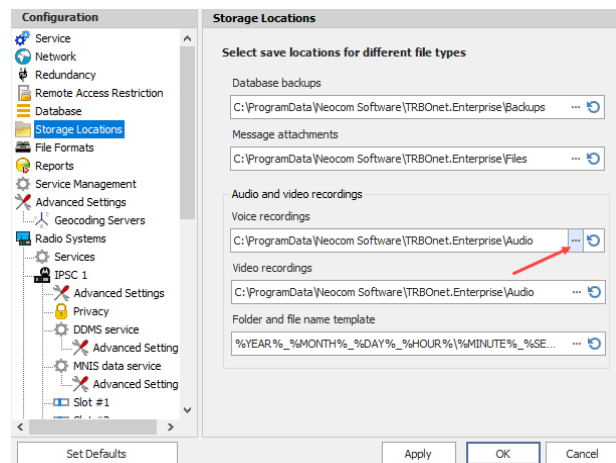 Configuration
Service
Network
Redundancy
Remote Access Restriction
Database
Storage Locations
File Formats
Reports
Service Management
Advanced Settings
Geocoding Servers
Radio Systems
Services
IPSC 1
Advanced Settings
Privacy
DDMS service
Advanced Setting
MNIS data service
Advanced Setting
Slot #1
Set Defaults
Storage Locations
Select save locations for different file types
Database backups
C:\ProgramData\Neocom Software\TRBOnet.Enterprise\Backups
Message attachments
C:\ProgramData\Neocom Software\TRBOnet.Enterprise\Files
Audio and video recordings
Voice recordings
C:\ProgramData\Neocom Software\TRBOnet.Enterprise\Audio
Video recordings
C:\ProgramData\Neocom Software\TRBOnet.Enterprise\Audio
Folder and file name template
%YEAR%_%MONTH%_%DAY%_%HOUR%\%MINUTE%_%SE...
Apply OK Cancel